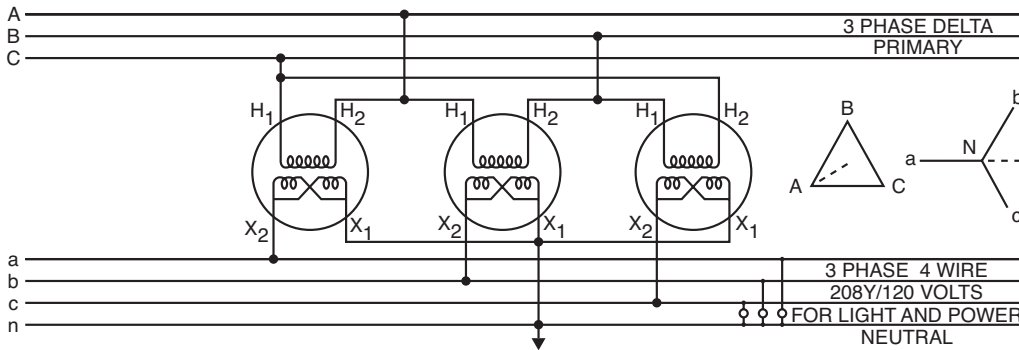 A
B
C
3 PHASE DELTA
PRIMARY
H1 H2 H1 H2 H1 H2
B
A C
b
a N
c
X2 X1 X2 X1 X2 X1
a
b
c
n
3 PHASE 4 WIRE
208Y/120 VOLTS
FOR LIGHT AND POWER
NEUTRAL